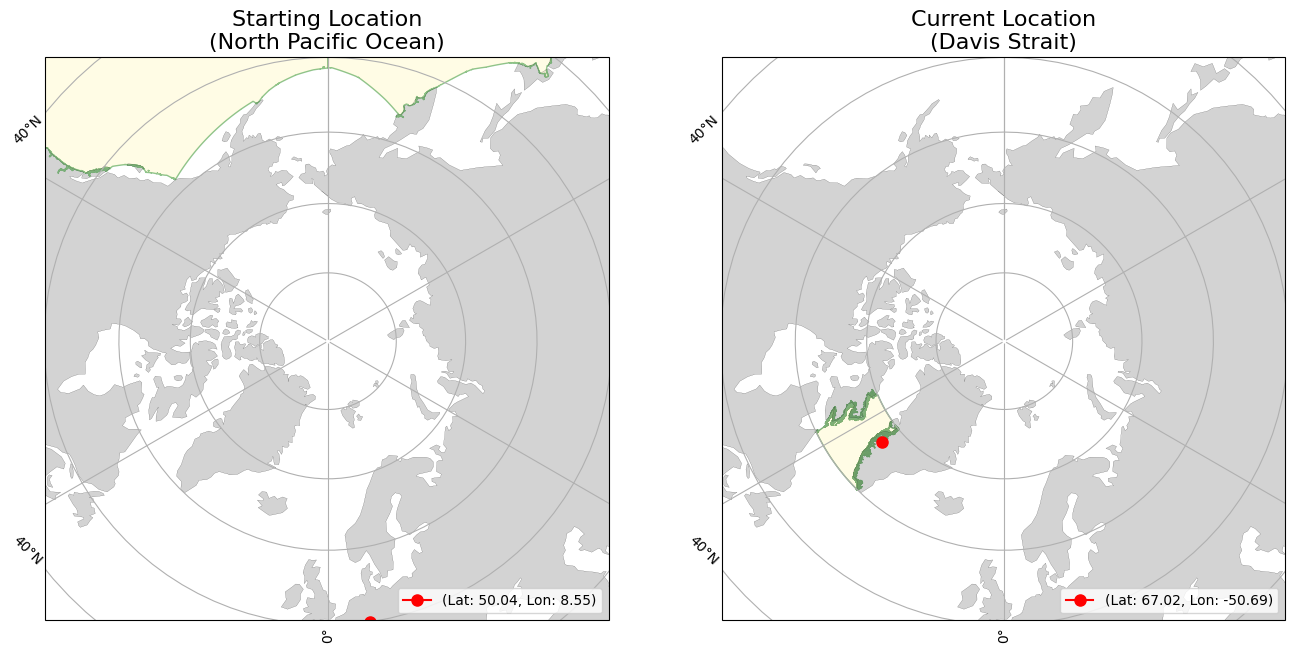 Starting Location
(North Pacific Ocean)
40°N
40°N
0°
(Lat: 50.04, Lon: 8.55)
Current Location
(Davis Strait)
40°N
40°N
0°
(Lat: 67.02, Lon: -50.69)